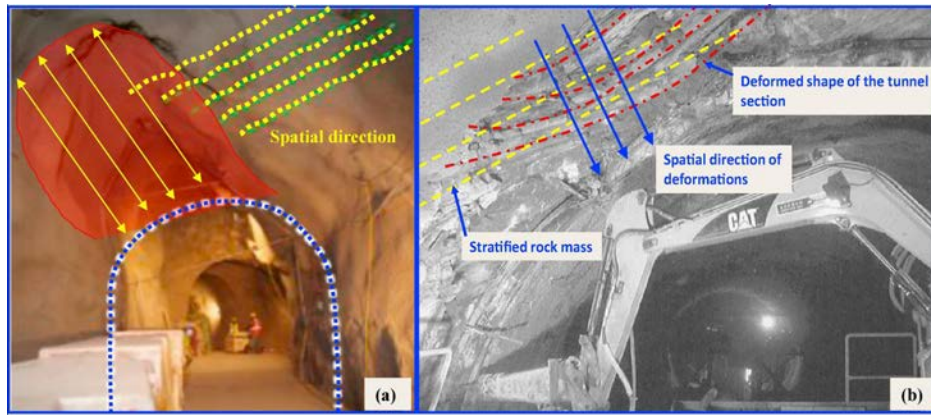 Spatial direction
(a)
Deformed shape of the tunnel
section
Spatial direction of
deformations
Stratified rock mass
CAT
(b)